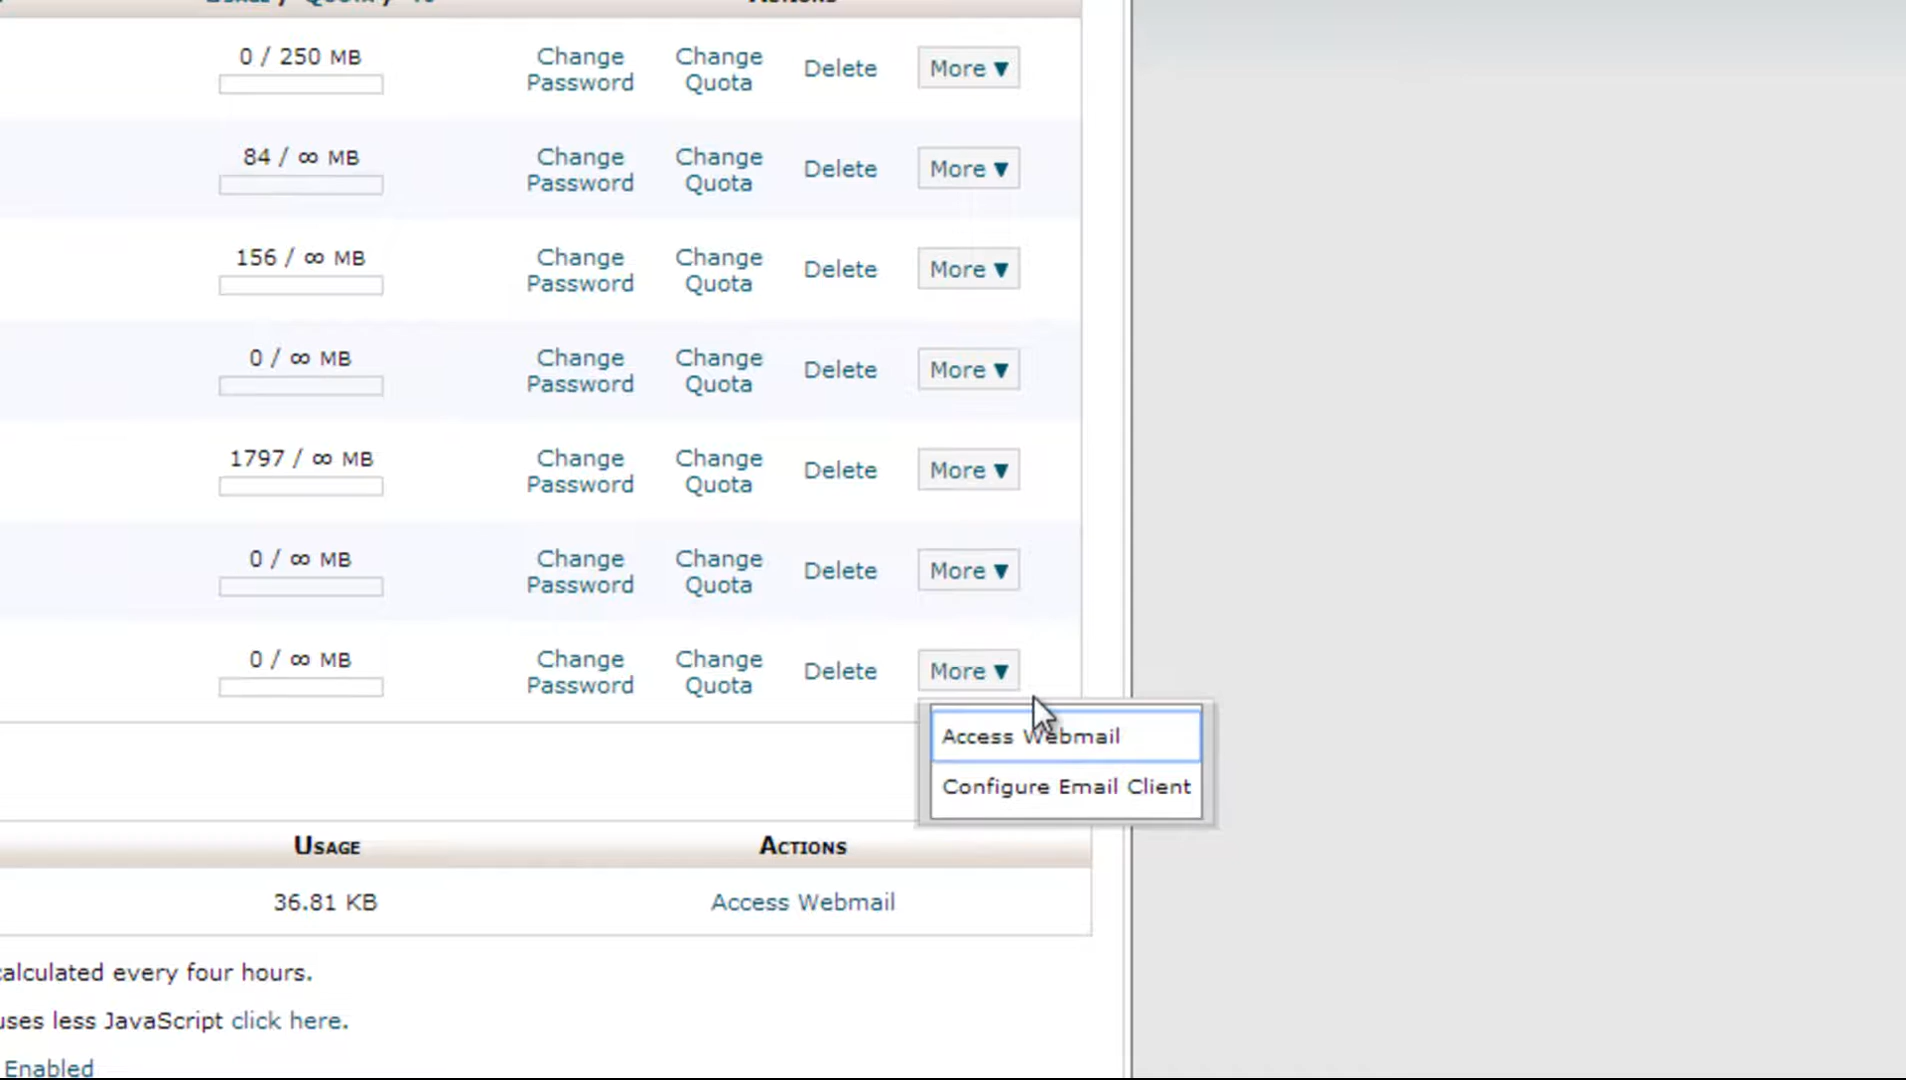 Usage / Quota / %
Actions
0 / 250 MB
Change
Password
Change
Quota
Delete
More ▼
84 / ∞ MB
Change
Password
Change
Quota
Delete
More ▼
156 / ∞ MB
Change
Password
Change
Quota
Delete
More ▼
0 / ∞ MB
Change
Password
Change
Quota
Delete
More ▼
1797 / ∞ MB
Change
Password
Change
Quota
Delete
More ▼
0 / ∞ MB
Change
Password
Change
Quota
Delete
More ▼
0 / ∞ MB
Change
Password
Change
Quota
Delete
More ▼
Access Webmail
Configure Email Client
Usage
Actions
36.81 KB
Access Webmail
calculated every four hours.
uses less JavaScript click here.
Enabled